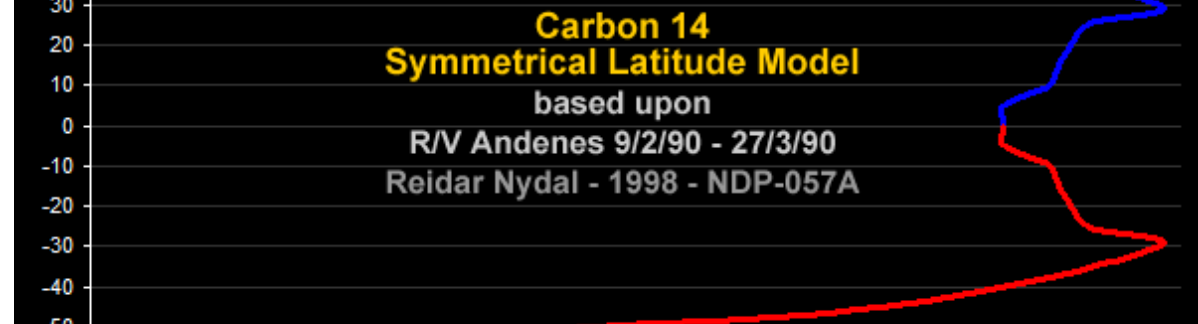 30
Carbon 14
20
Symmetrical Latitude Model
10
based upon
0
R/V Andenes 9/2/90 - 27/3/90
-10
Reidar Nydal - 1998 - NDP-057A
-20
-30
-40
-50